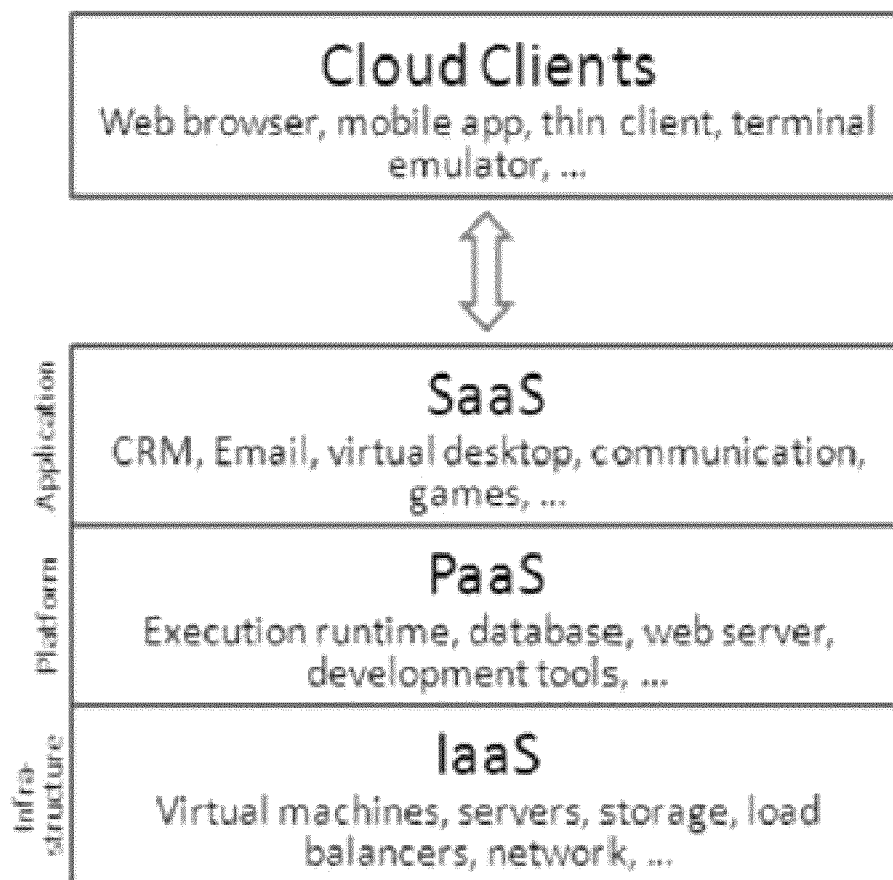 Cloud Clients
Web browser, mobile app, thin client, terminal
emulator, ...
Application
SaaS
CRM, Email, virtual desktop, communication,
games, ...
Platform
PaaS
Execution runtime, database, web server,
development tools, ...
Infra-
structure
IaaS
Virtual machines, servers, storage, load
balancers, network, ...